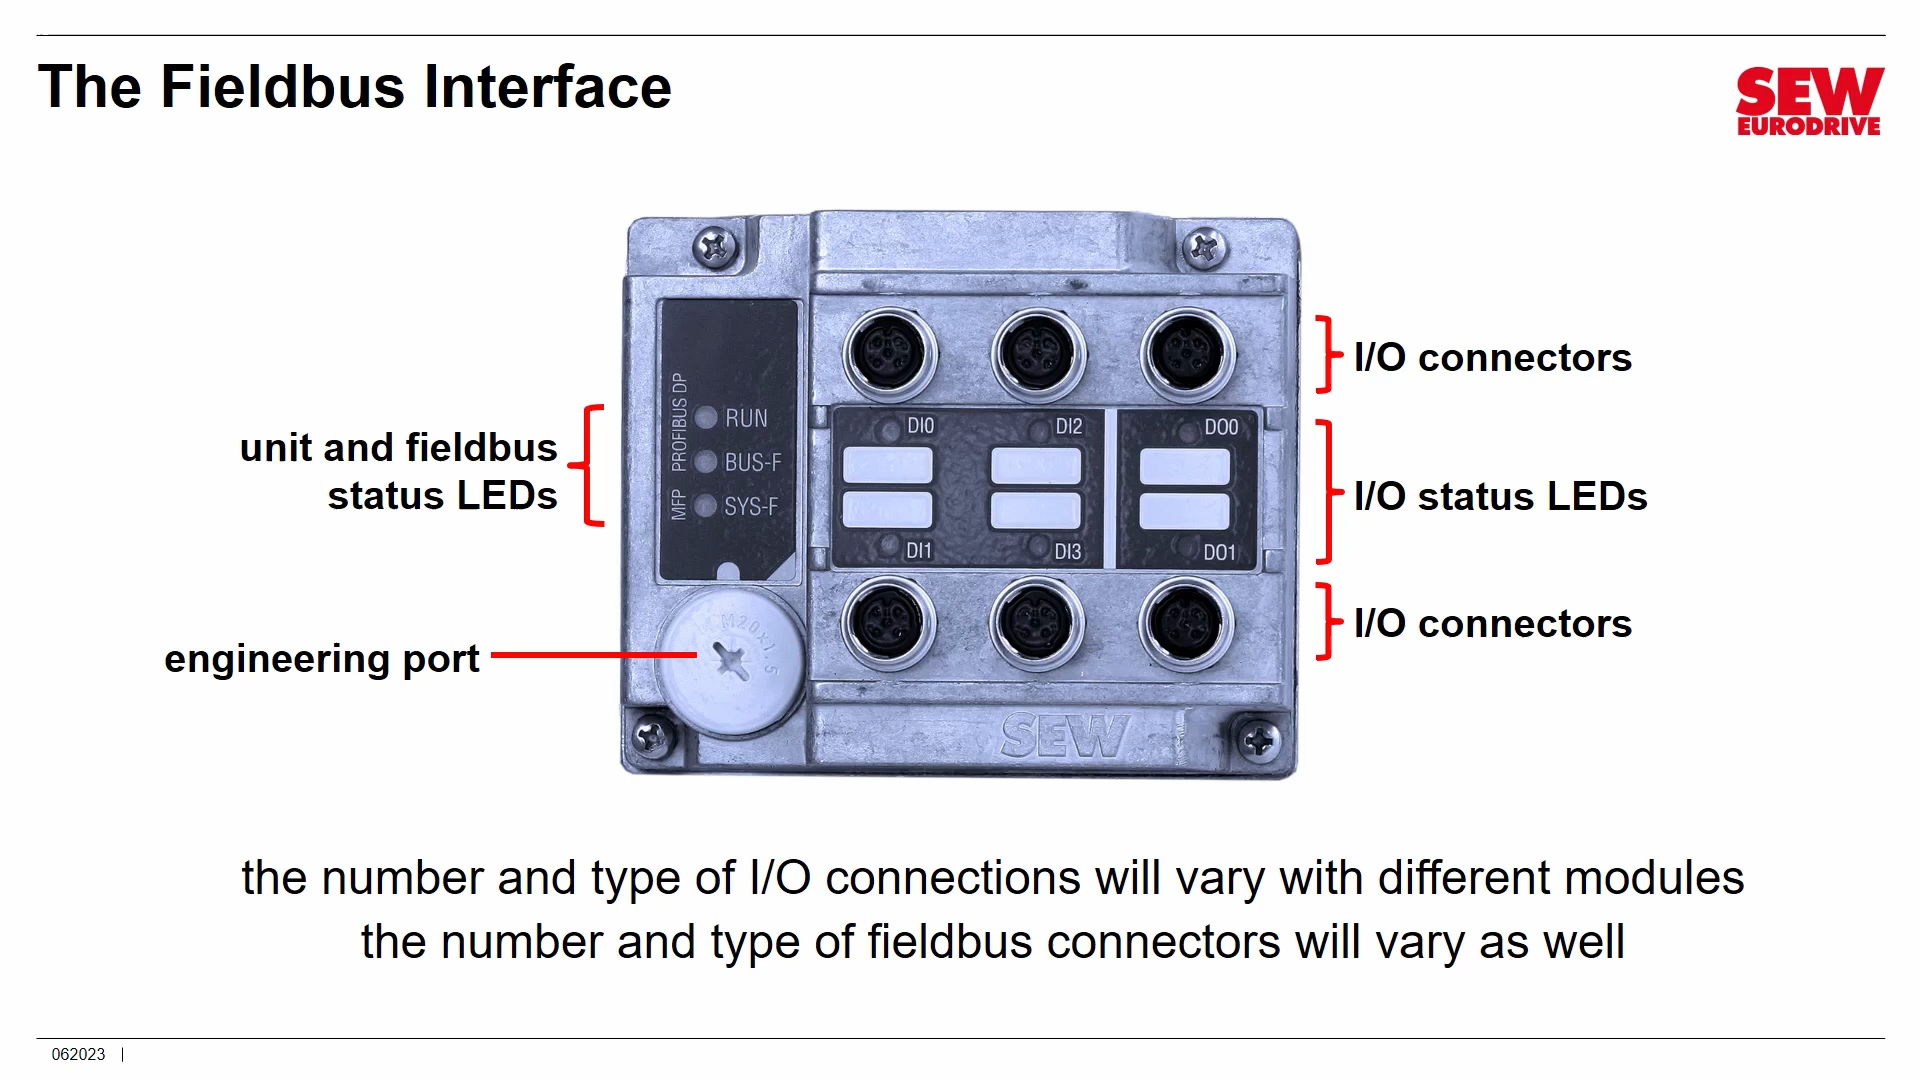 The Fieldbus Interface
SEW
EURODRIVE
unit and fieldbus
status LEDs
engineering port
PROFIBUS DP
MFP
RUN
BUS-F
SYS-F
M20x1.5
DI0
DI2
DO0
DI1
DI3
DO1
SEW
I/O connectors
I/O status LEDs
I/O connectors
the number and type of I/O connections will vary with different modules
the number and type of fieldbus connectors will vary as well
062023 |